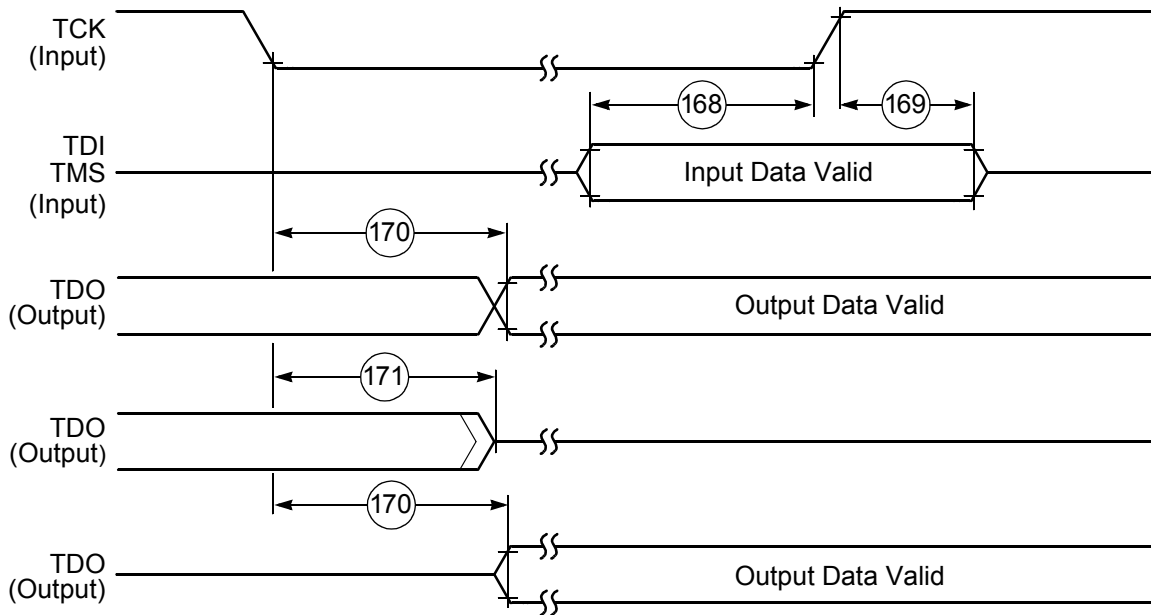 TCK
(Input)
168
169
TDI
TMS
(Input)
Input Data Valid
170
TDO
(Output)
Output Data Valid
171
TDO
(Output)
170
TDO
(Output)
Output Data Valid